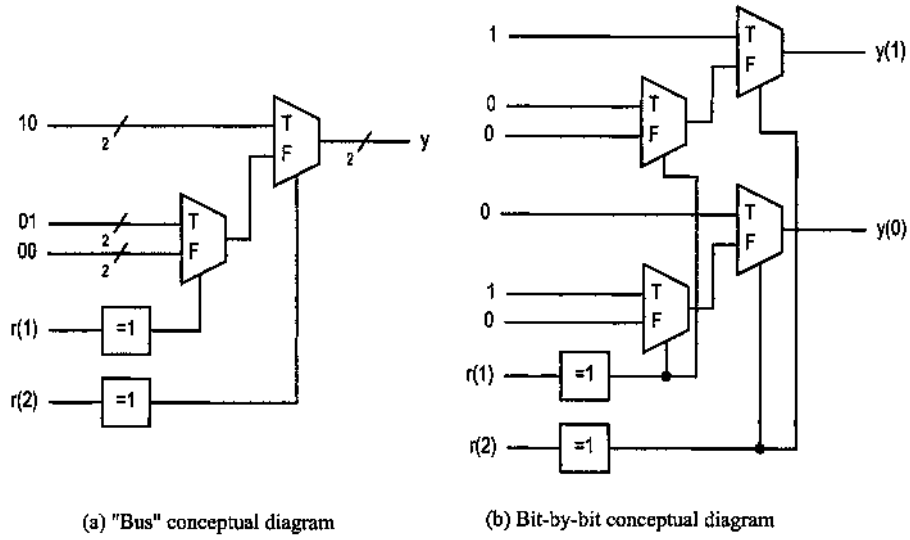 10
2
T
F
2
y
01
00
2
2
T
F
r(1)
=1
r(2)
=1
(a) "Bus" conceptual diagram
1
T
F
y(1)
0
0
T
F
0
T
F
y(0)
1
0
T
F
r(1)
=1
r(2)
=1
(b) Bit-by-bit conceptual diagram